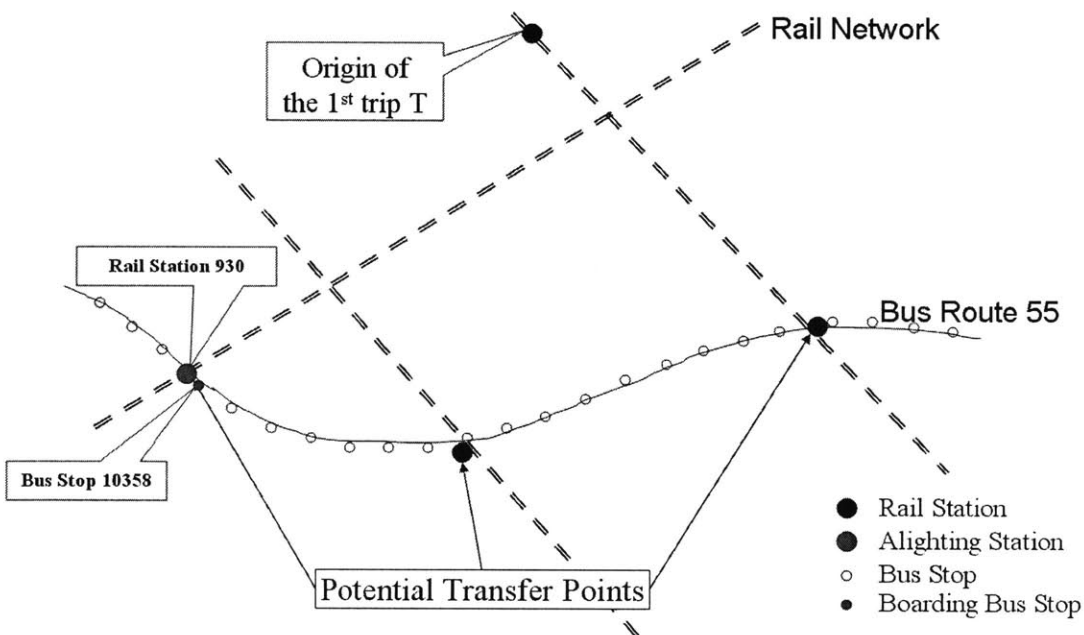 Rail Network
Origin of
the 1st trip T
Rail Station 930
Bus Route 55
Bus Stop 10358
Rail Station
Alighting Station
Bus Stop
Boarding Bus Stop
Potential Transfer Points